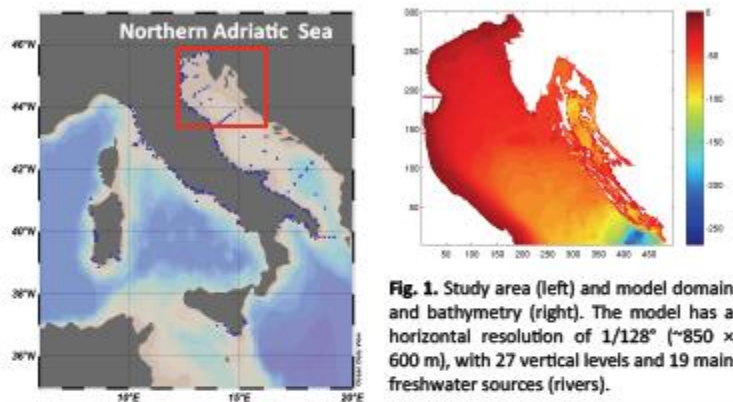 Northern Adriatic Sea
46°N
44°N
42°N
40°N
38°N
36°N
10°E
15°E
20°E
Ocean Data View
300
250
200
150
100
50
50 100 150 200 250 300 350 400 450
0
-50
-100
-150
-200
-250
Fig. 1. Study area (left) and model domain
and bathymetry (right). The model has a
horizontal resolution of 1/128° (~850 ×
600 m), with 27 vertical levels and 19 main
freshwater sources (rivers).